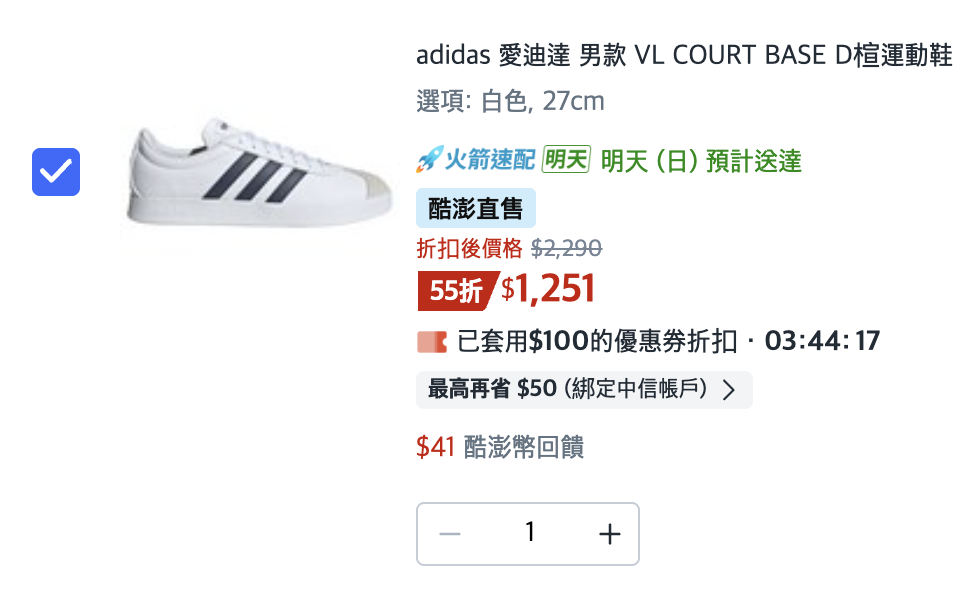 adidas 愛迪達 男款 VL COURT BASE D楦運動鞋
選項: 白色, 27cm
火箭速配 明天 明天 (日) 預計送達
酷澎直售
折扣後價格 $2,290
55折 $1,251
已套用$100的優惠券折扣 · 03:44:17
最高再省 $50 (綁定中信帳戶) >
$41 酷澎幣回饋
− 1 +